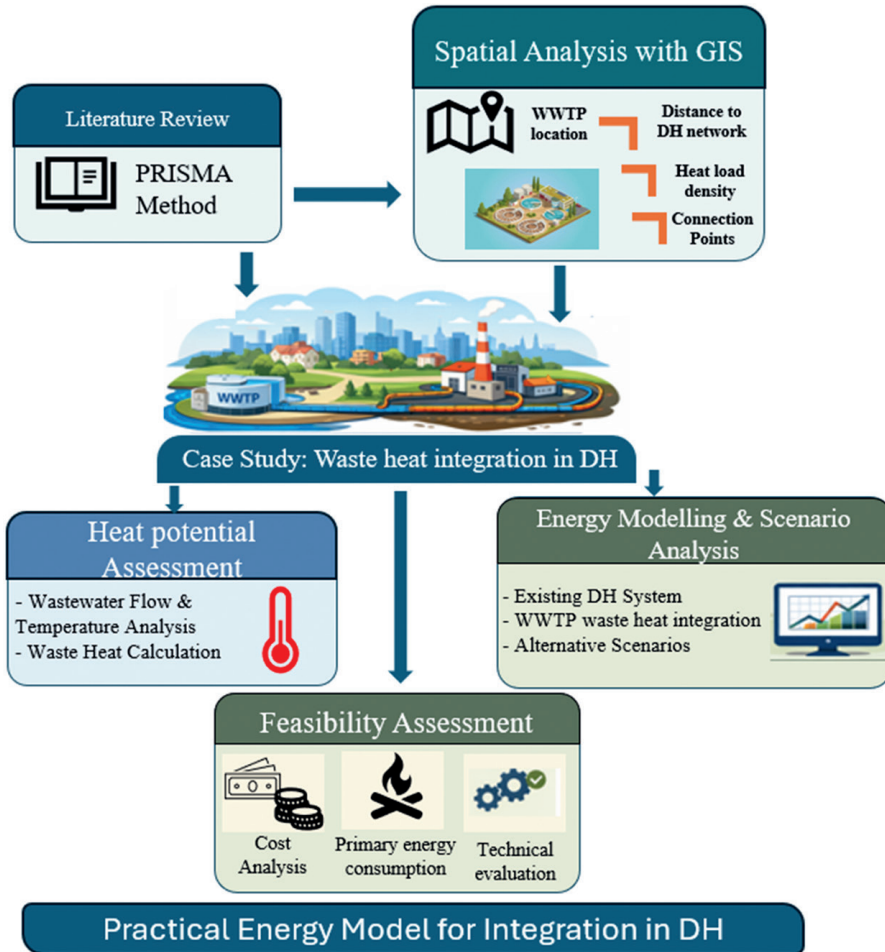 Literature Review
PRISMA
Method
Spatial Analysis with GIS
WWTP
location
Distance to
DH network
Heat load
density
Connection
Points
WWTP
Case Study: Waste heat integration in DH
Heat potential
Assessment
- Wastewater Flow &
Temperature Analysis
- Waste Heat Calculation
Energy Modelling & Scenario
Analysis
- Existing DH System
- WWTP waste heat integration
- Alternative Scenarios
Feasibility Assessment
Cost
Analysis
Primary energy
consumption
Technical
evaluation
Practical Energy Model for Integration in DH